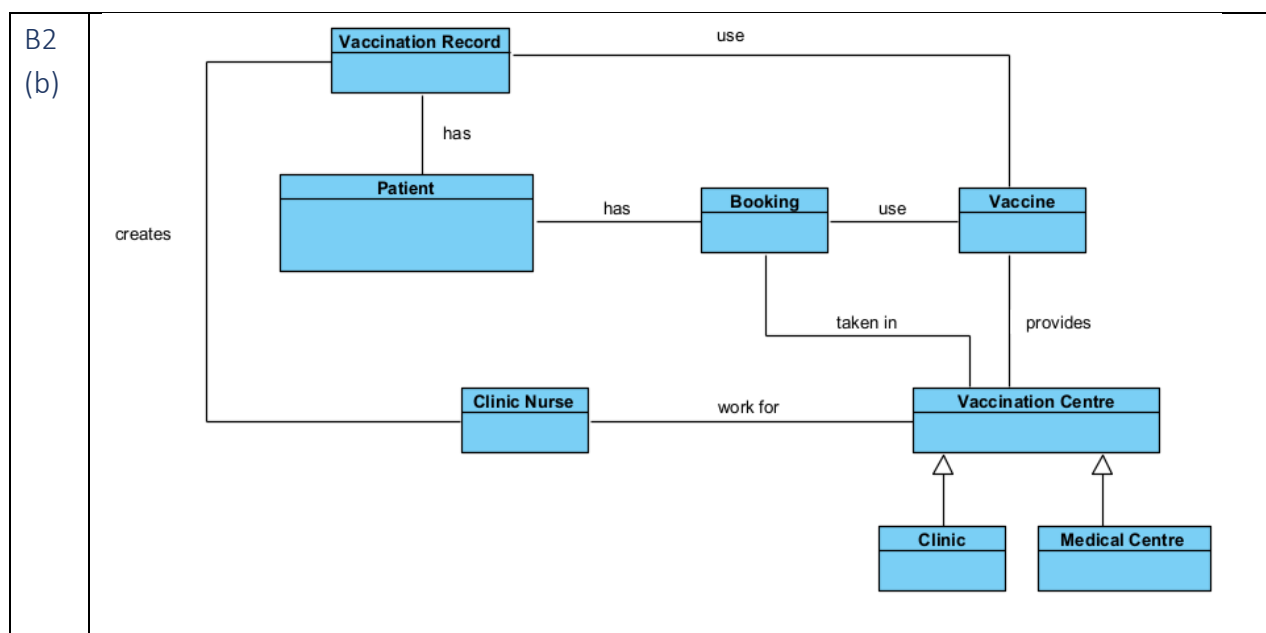 B2
(b)
Vaccination Record
use
has
Patient
has
Booking
use
Vaccine
creates
taken in
provides
Clinic Nurse
work for
Vaccination Centre
Clinic
Medical Centre